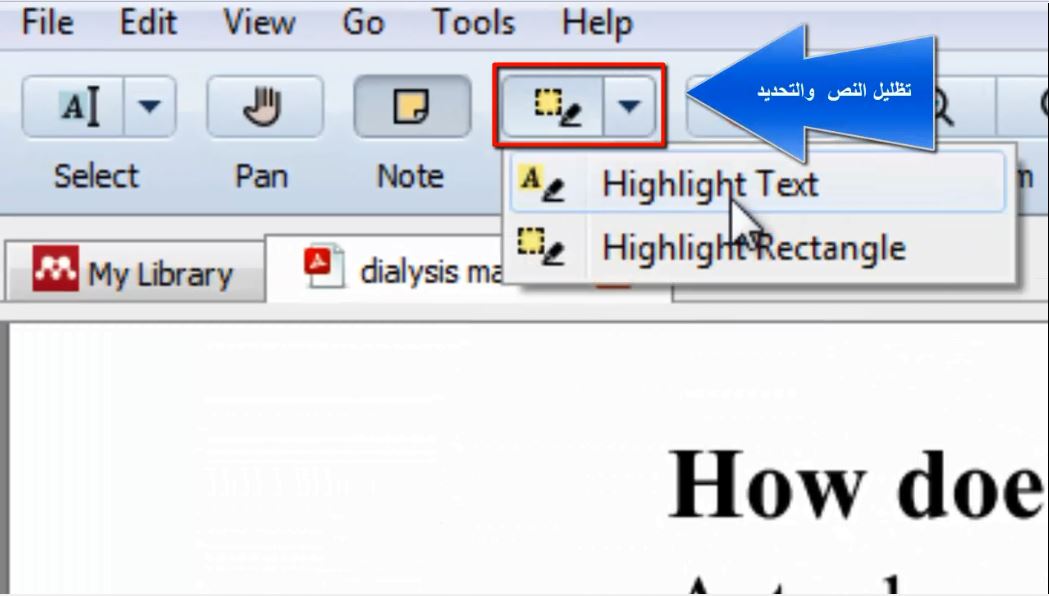 File Edit View Go Tools Help
تظليل النص والتحديد
Select Pan Note
Highlight Text
Highlight Rectangle
My Library
dialysis ma
How doe